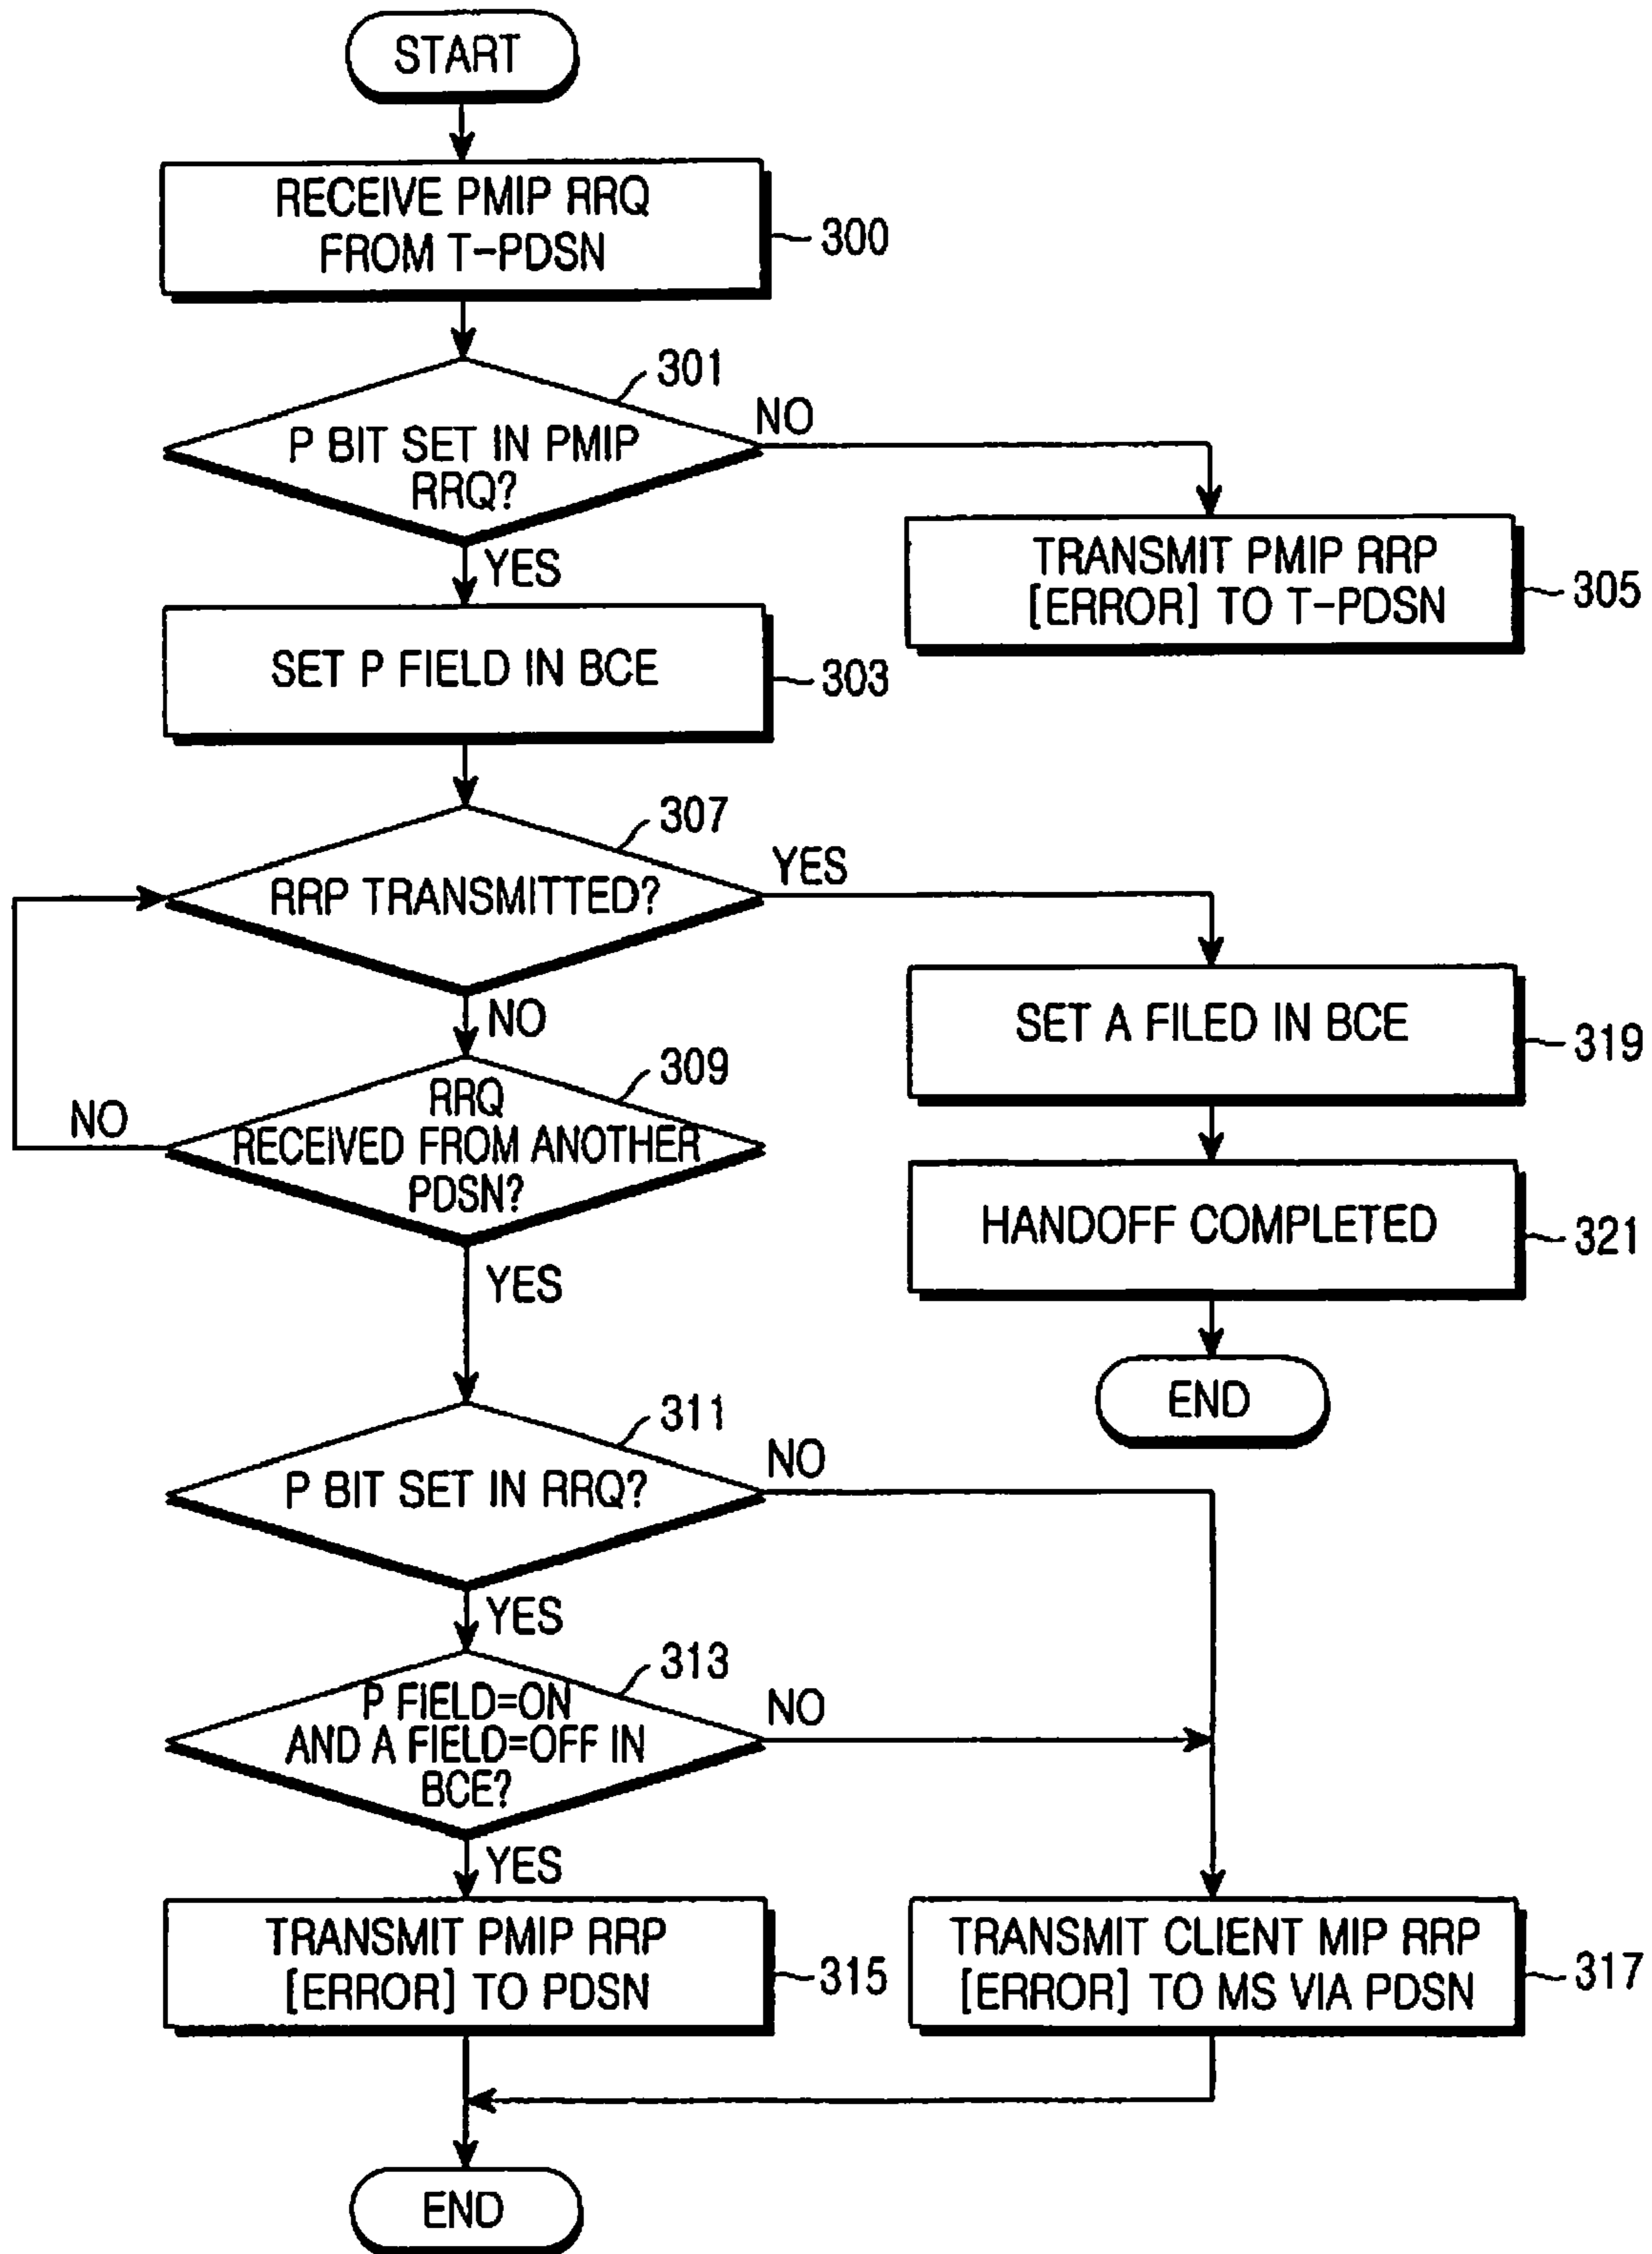 START
RECEIVE PMIP RRQ
FROM T-PDSN
300
301
P BIT SET IN PMIP
RRQ?
NO
YES
TRANSMIT PMIP RRP
[ERROR] TO T-PDSN
305
SET P FIELD IN BCE
303
307
RRP TRANSMITTED?
YES
NO
SET A FILED IN BCE
319
309
RRQ
RECEIVED FROM ANOTHER
PDSN?
NO
YES
HANDOFF COMPLETED
321
END
311
P BIT SET IN RRQ?
NO
YES
313
P FIELD=ON
AND A FIELD=OFF IN
BCE?
NO
YES
TRANSMIT PMIP RRP
[ERROR] TO PDSN
315
TRANSMIT CLIENT MIP RRP
[ERROR] TO MS VIA PDSN
317
END